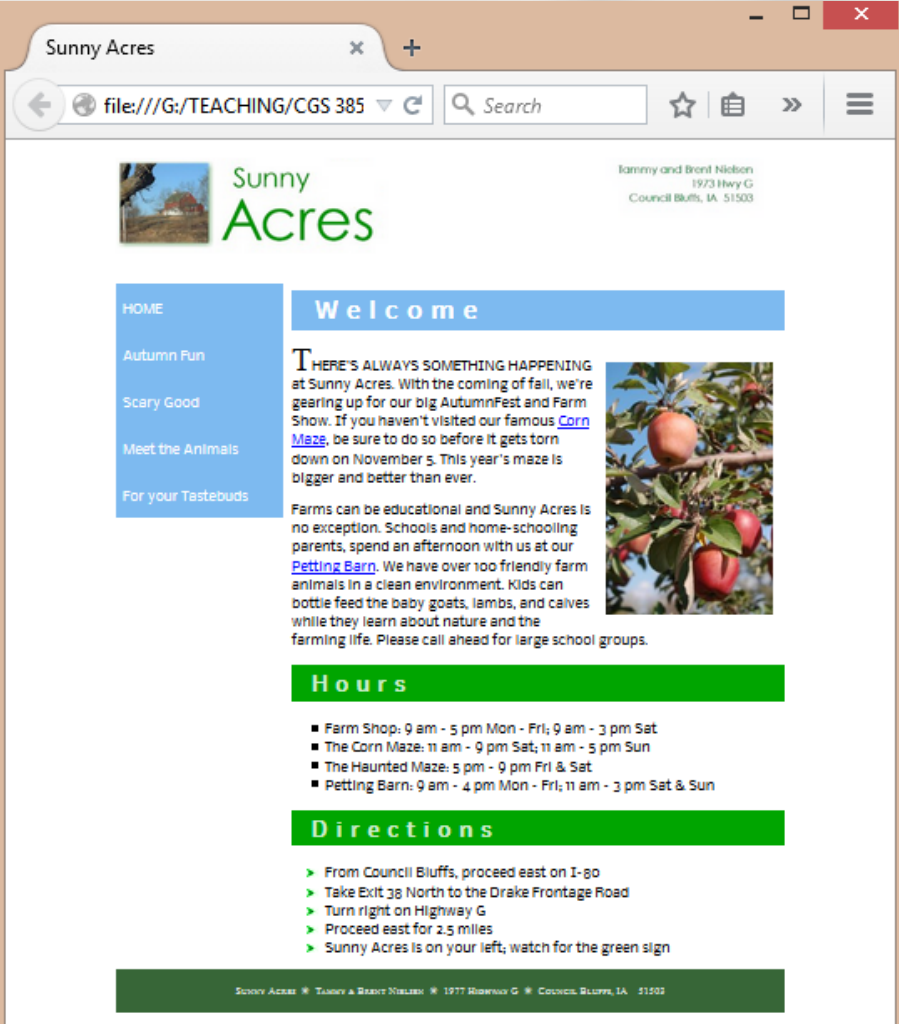 Sunny Acres
file:///G:/TEACHING/CGS 385
Search
Sunny
Acres
Tammy and Brent Nielsen
1973 Hwy G
Council Bluffs, IA 51503
HOME
Autumn Fun
Scary Good
Meet the Animals
For your Tastebuds
Welcome
THERE'S ALWAYS SOMETHING HAPPENING
at Sunny Acres. With the coming of fall, we're
gearing up for our big AutumnFest and Farm
Show. If you haven't visited our famous Corn
Maze, be sure to do so before it gets torn
down on November 5. This year's maze is
bigger and better than ever.
Farms can be educational and Sunny Acres is
no exception. Schools and home-schooling
parents, spend an afternoon with us at our
Petting Barn. We have over 100 friendly farm
animals in a clean environment. Kids can
bottle feed the baby goats, lambs, and calves
while they learn about nature and the
farming life. Please call ahead for large school groups.
Hours
Farm Shop: 9 am - 5 pm Mon - Fri; 9 am - 3 pm Sat
The Corn Maze: 11 am - 9 pm Sat; 11 am - 5 pm Sun
The Haunted Maze: 5 pm - 9 pm Fri & Sat
Petting Barn: 9 am - 4 pm Mon - Fri; 11 am - 3 pm Sat & Sun
Directions
From Council Bluffs, proceed east on I-80
Take Exit 38 North to the Drake Frontage Road
Turn right on Highway G
Proceed east for 2.5 miles
Sunny Acres is on your left; watch for the green sign
Sunny Acres ❋ Tammy & Brent Nielsen ❋ 1977 Highway G ❋ Council Bluffs, IA 51503